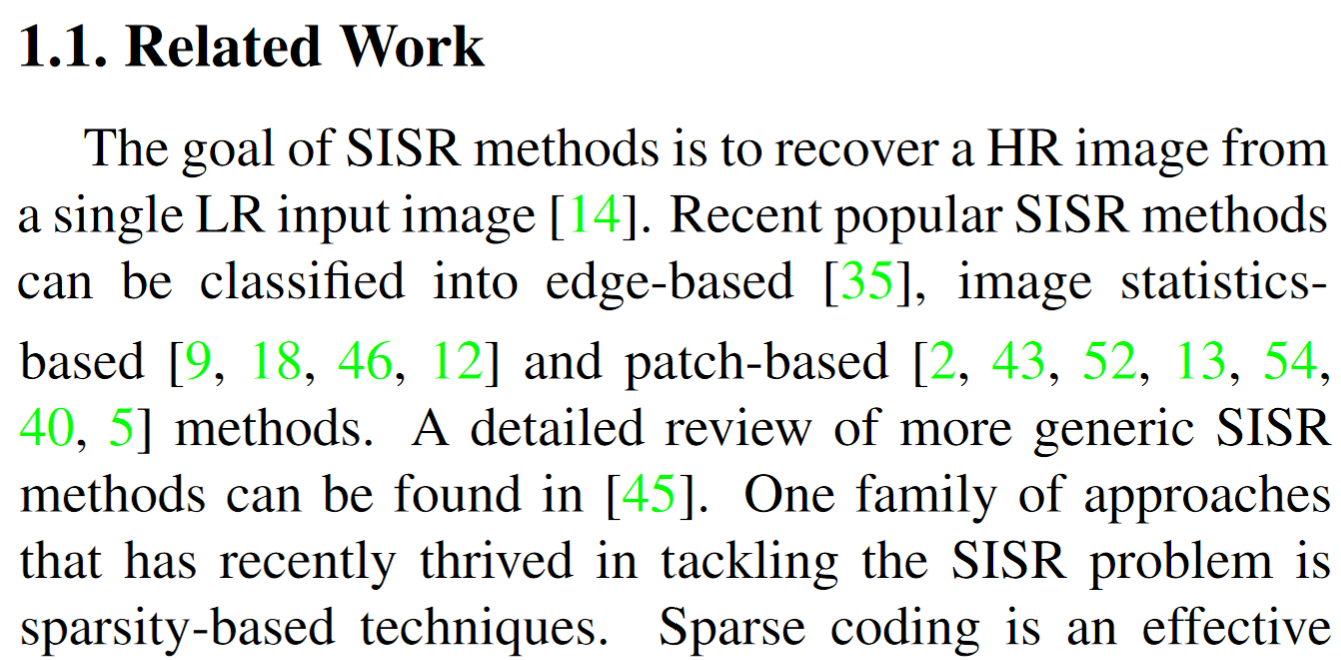 1.1. Related Work
The goal of SISR methods is to recover a HR image from
a single LR input image [14]. Recent popular SISR methods
can be classified into edge-based [35], image statistics-
based [9, 18, 46, 12] and patch-based [2, 43, 52, 13, 54,
40, 5] methods. A detailed review of more generic SISR
methods can be found in [45]. One family of approaches
that has recently thrived in tackling the SISR problem is
sparsity-based techniques. Sparse coding is an effective